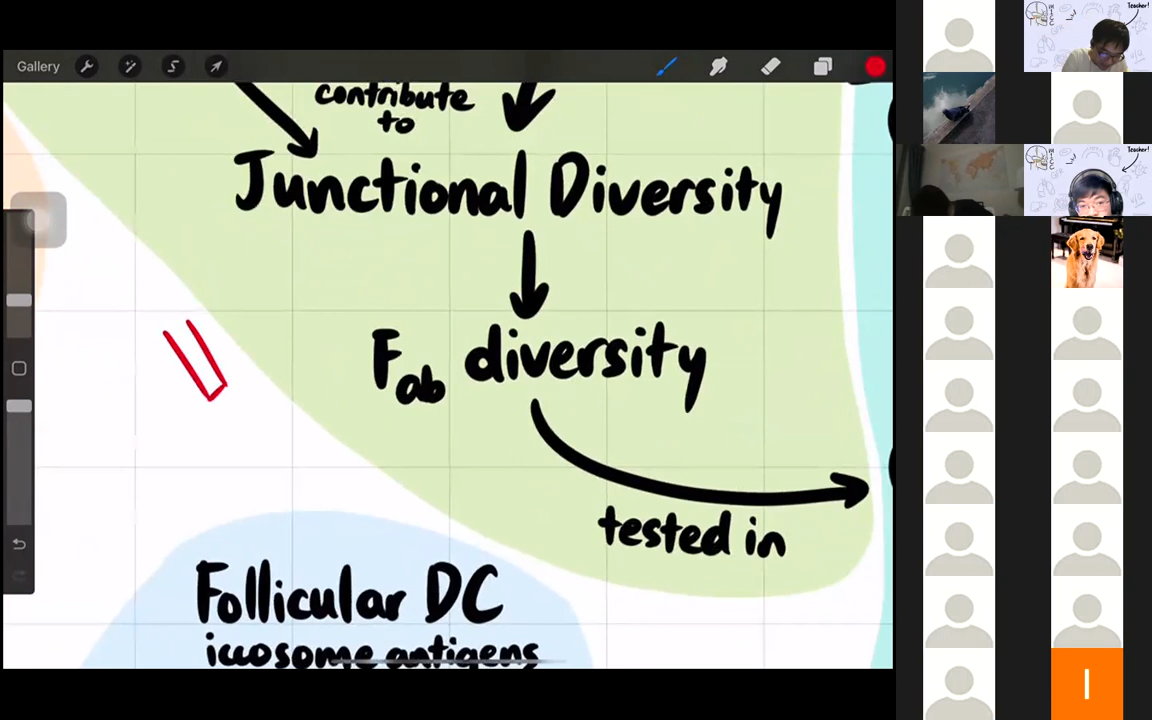 Gallery
contribute
to
Junctional Diversity
Fab diversity
tested in
Follicular DC
iccosome antigens
Teacher!
Teacher!
I